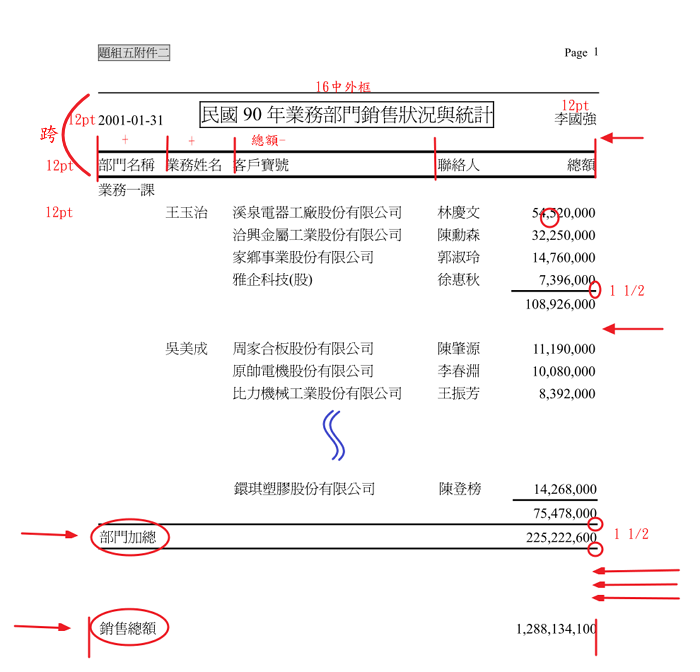 題組五附件二 Page 1
16中外框
12pt 2001-01-31 民國 90 年業務部門銷售狀況與統計 12pt 李國強
跨
+ + 總額-
12pt 部門名稱 業務姓名 客戶寶號 聯絡人 總額
業務一課
12pt 王玉治 溪泉電器工廠股份有限公司 林慶文 54,520,000
洽興金屬工業股份有限公司 陳勳森 32,250,000
家鄉事業股份有限公司 郭淑玲 14,760,000
雅企科技(股) 徐惠秋 7,396,000
1 1/2
108,926,000
吳美成 周家合板股份有限公司 陳肇源 11,190,000
原帥電機股份有限公司 李春淵 10,080,000
比力機械工業股份有限公司 王振芳 8,392,000
鐶琪塑膠股份有限公司 陳登榜 14,268,000
75,478,000
部門加總 225,222,600 1 1/2
銷售總額 1,288,134,100